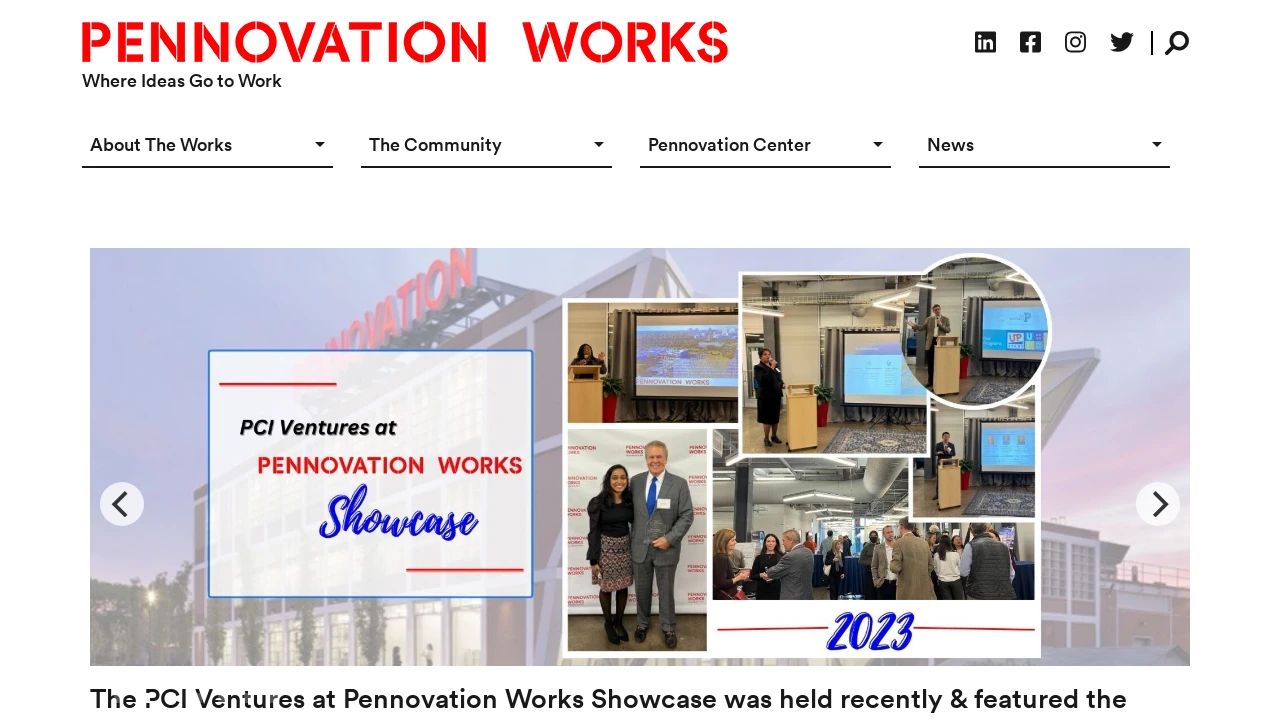 PENNOVATION WORKS
Where Ideas Go to Work
About The Works
The Community
Pennovation Center
News
PCI Ventures at
PENNOVATION WORKS
Showcase
PENNOVATION WORKS
2023
The PCI Ventures at Pennovation Works Showcase was held recently & featured the